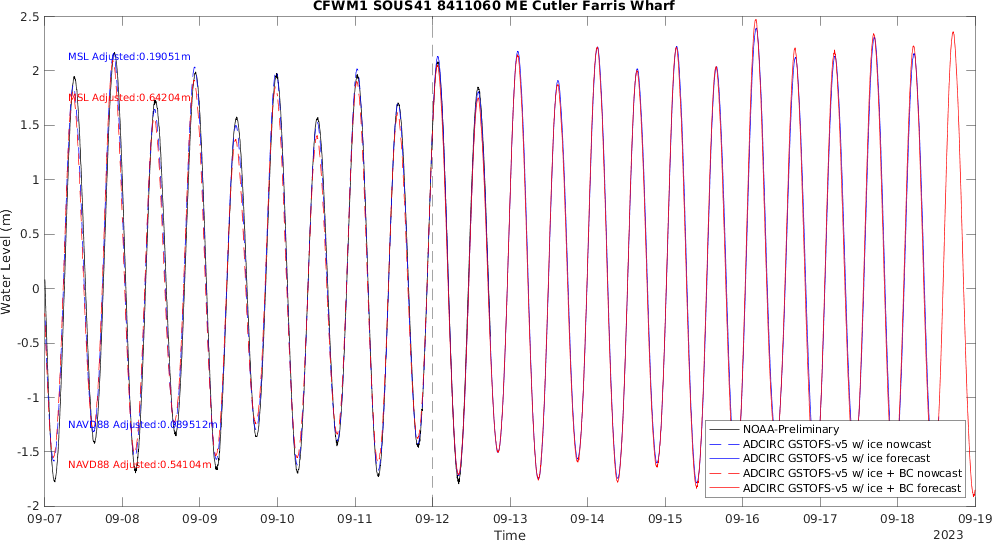 CFWM1 SOUS41 8411060 ME Cutler Farris Wharf
2.5
2
1.5
1
0.5
0
-0.5
-1
-1.5
-2
Water Level (m)
MSL Adjusted:0.19051m
MSL Adjusted:0.64204m
NAVD88 Adjusted:0.089512m
NAVD88 Adjusted:0.54104m
NOAA-Preliminary
ADCIRC GSTOFS-v5 w/ ice nowcast
ADCIRC GSTOFS-v5 w/ ice forecast
ADCIRC GSTOFS-v5 w/ ice + BC nowcast
ADCIRC GSTOFS-v5 w/ ice + BC forecast
09-07 09-08 09-09 09-10 09-11 09-12 09-13 09-14 09-15 09-16 09-17 09-18 09-19
Time
2023